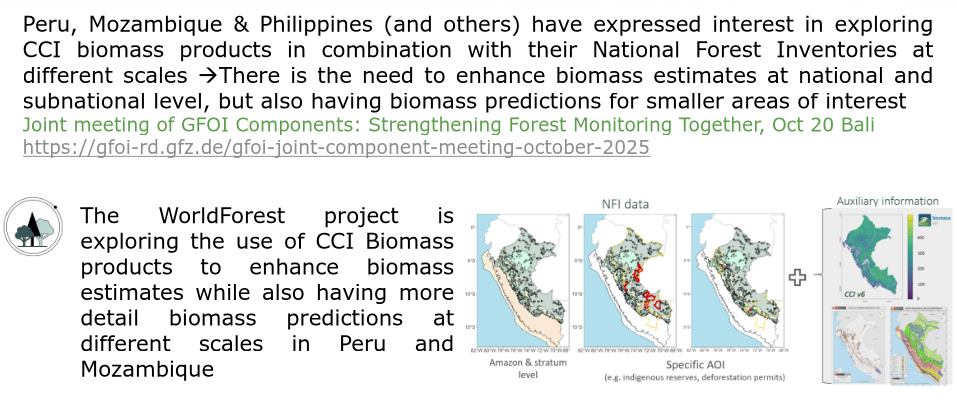 Peru, Mozambique & Philippines (and others) have expressed interest in exploring
CCI biomass products in combination with their National Forest Inventories at
different scales →There is the need to enhance biomass estimates at national and
subnational level, but also having biomass predictions for smaller areas of interest
Joint meeting of GFOI Components: Strengthening Forest Monitoring Together, Oct 20 Bali
https://gfoi-rd.gfz.de/gfoi-joint-component-meeting-october-2025
The WorldForest project is
exploring the use of CCI Biomass
products to enhance biomass
estimates while also having more
detail biomass predictions at
different scales in Peru and
Mozambique
NFI data
Amazon & stratum
level
Specific AOI
(e.g. indigenous reserves, deforestation permits)
Auxiliary information
biomass
CCI v6